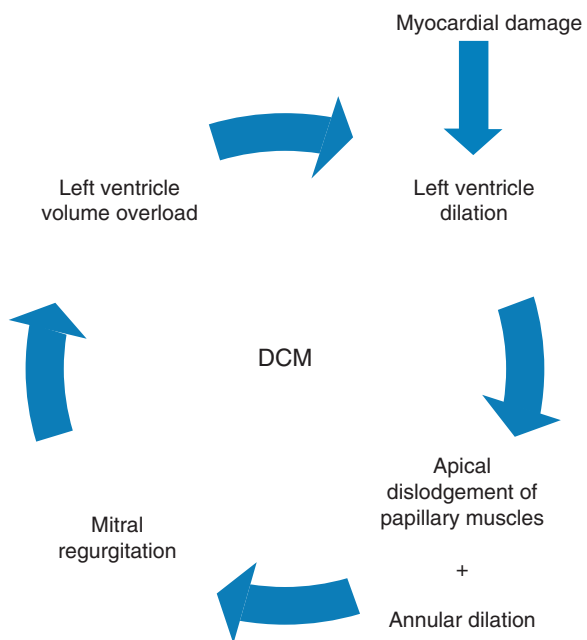 Myocardial damage
Left ventricle
dilation
Apical
dislodgement of
papillary muscles
+
Annular dilation
Mitral
regurgitation
Left ventricle
volume overload
DCM